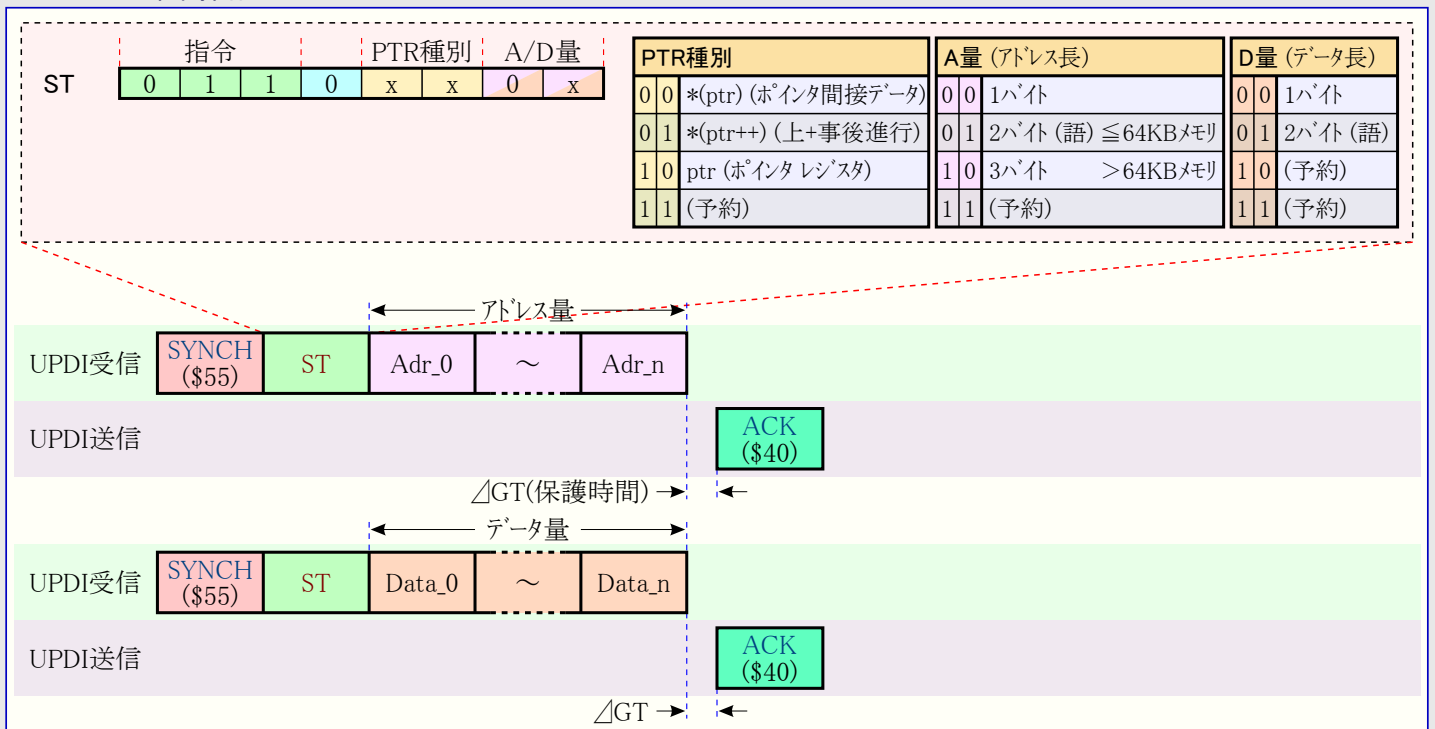 指令 PTR種別 A/D量
ST 0 1 1 0 x x 0 x
PTR種別
0 0 *(ptr) (ポインタ間接データ)
0 1 *(ptr++) (上+事後進行)
1 0 ptr (ポインタ レジスタ)
1 1 (予約)
A量 (アドレス長)
0 0 1バイト
0 1 2バイト (語) ≦64KBメモリ
1 0 3バイト >64KBメモリ
1 1 (予約)
D量 (データ長)
0 0 1バイト
0 1 2バイト (語)
1 0 (予約)
1 1 (予約)
アドレス量
UPDI受信 SYNCH ($55) ST Adr_0 ～ Adr_n
UPDI送信 ACK ($40)
⊿GT(保護時間)
データ量
UPDI受信 SYNCH ($55) ST Data_0 ～ Data_n
UPDI送信 ACK ($40)
⊿GT